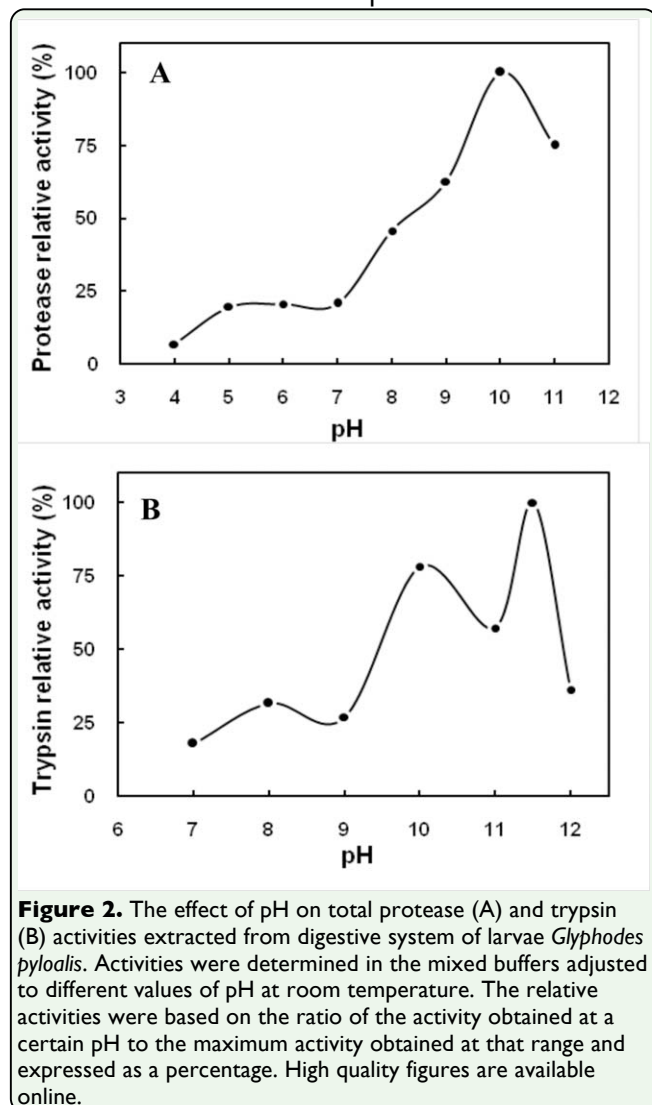 A
Protease relative activity (%)
100
75
50
25
0
3 4 5 6 7 8 9 10 11 12
pH
B
Trypsin relative activity (%)
100
75
50
25
0
6 7 8 9 10 11 12
pH
Figure 2. The effect of pH on total protease (A) and trypsin
(B) activities extracted from digestive system of larvae Glyphodes
pyloalis. Activities were determined in the mixed buffers adjusted
to different values of pH at room temperature. The relative
activities were based on the ratio of the activity obtained at a
certain pH to the maximum activity obtained at that range and
expressed as a percentage. High quality figures are available
online.